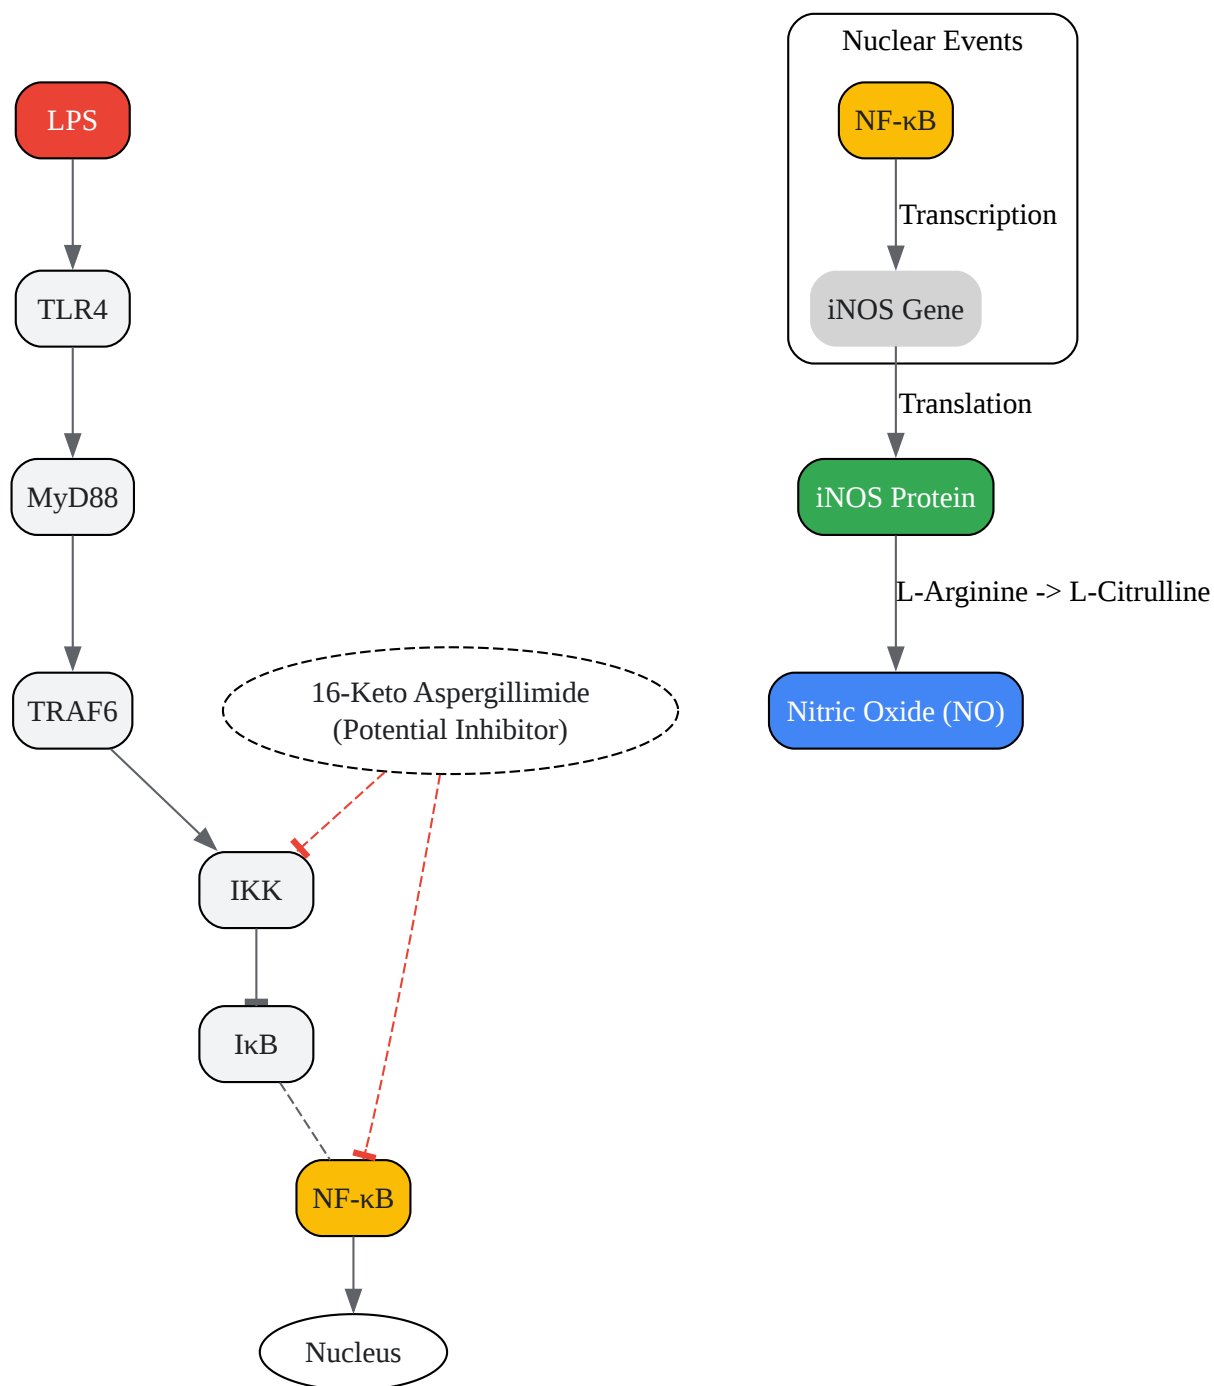 LPS
TLR4
MyD88
TRAF6
16-Keto Aspergillimide
(Potential Inhibitor)
IKK
IκB
NF-κB
Nucleus
Nuclear Events
NF-κB
Transcription
iNOS Gene
Translation
iNOS Protein
L-Arginine -> L-Citrulline
Nitric Oxide (NO)